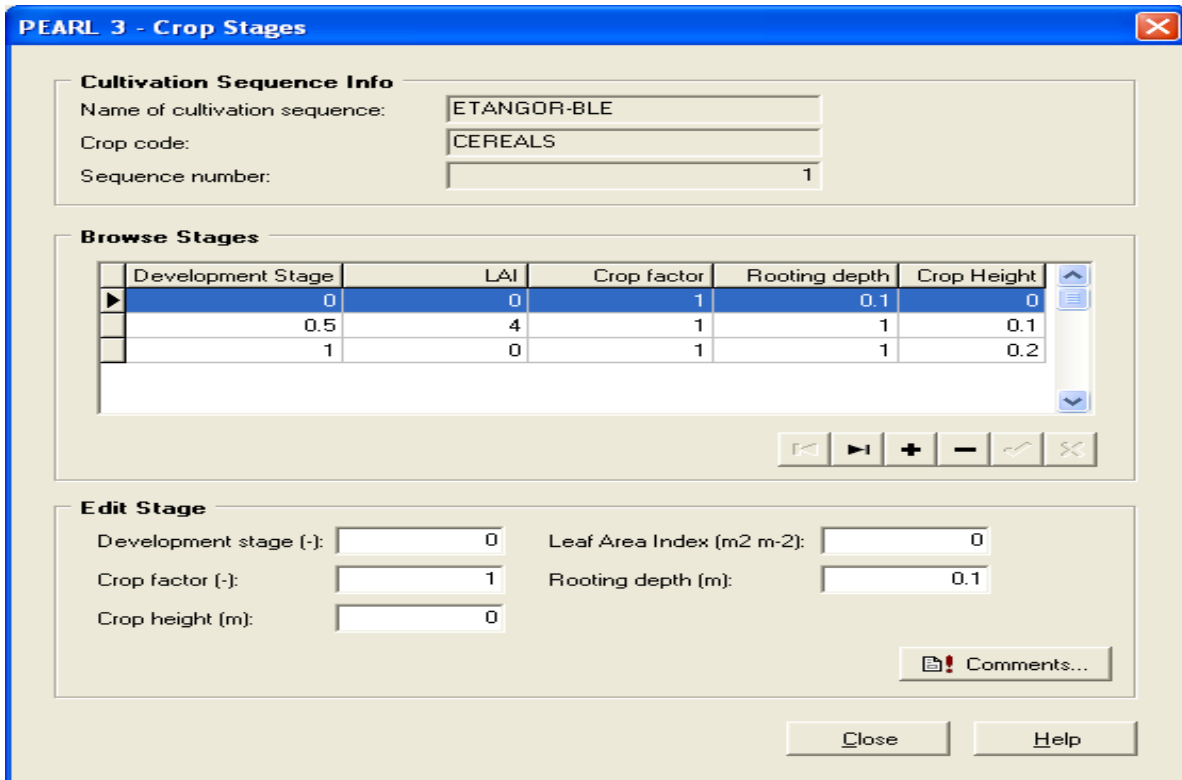 PEARL 3 - Crop Stages
Cultivation Sequence Info
Name of cultivation sequence: ETANGOR-BLE
Crop code: CEREALS
Sequence number: 1
Browse Stages
Development Stage LAI Crop factor Rooting depth Crop Height
0 0 1 0.1 0
0.5 4 1 1 0.1
1 0 1 1 0.2
Edit Stage
Development stage (-): 0 Leaf Area Index (m2 m-2): 0
Crop factor (-): 1 Rooting depth (m): 0.1
Crop height (m): 0
Comments...
Close Help